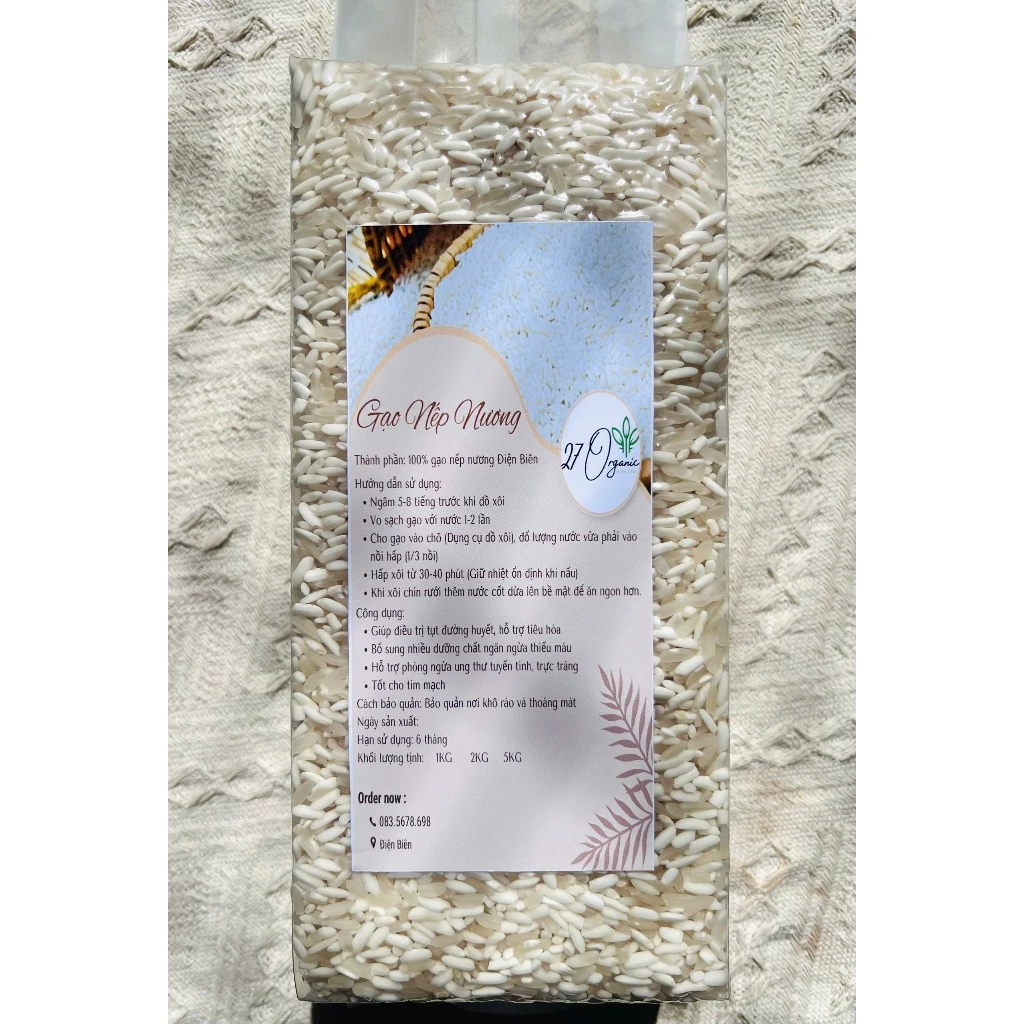 Gạo Nếp Nương
27 Organic
Thành phần: 100% gạo nếp nương Điện Biên
Hướng dẫn sử dụng:
• Ngâm 5-8 tiếng trước khi đồ xôi
• Vo sạch gạo với nước 1-2 lần
• Cho gạo vào chõ (Dụng cụ đồ xôi), đổ lượng nước vừa phải vào
nồi hấp (1/3 nồi)
• Hấp xôi từ 30-40 phút (Giữ nhiệt ổn định khi nấu)
• Khi xôi chín rưới thêm nước cốt dừa lên bề mặt để ăn ngon hơn.
Công dụng:
• Giúp điều trị tụt đường huyết, hỗ trợ tiêu hóa
• Bổ sung nhiều dưỡng chất ngăn ngừa thiếu máu
• Hỗ trợ phòng ngừa ung thư tuyến tính, trực tràng
• Tốt cho tim mạch
Cách bảo quản: Bảo quản nơi khô ráo và thoáng mát
Ngày sản xuất:
Hạn sử dụng: 6 tháng
Khối lượng tịnh: 1KG 2KG 5KG
Order now :
083.5678.698
Điện Biên